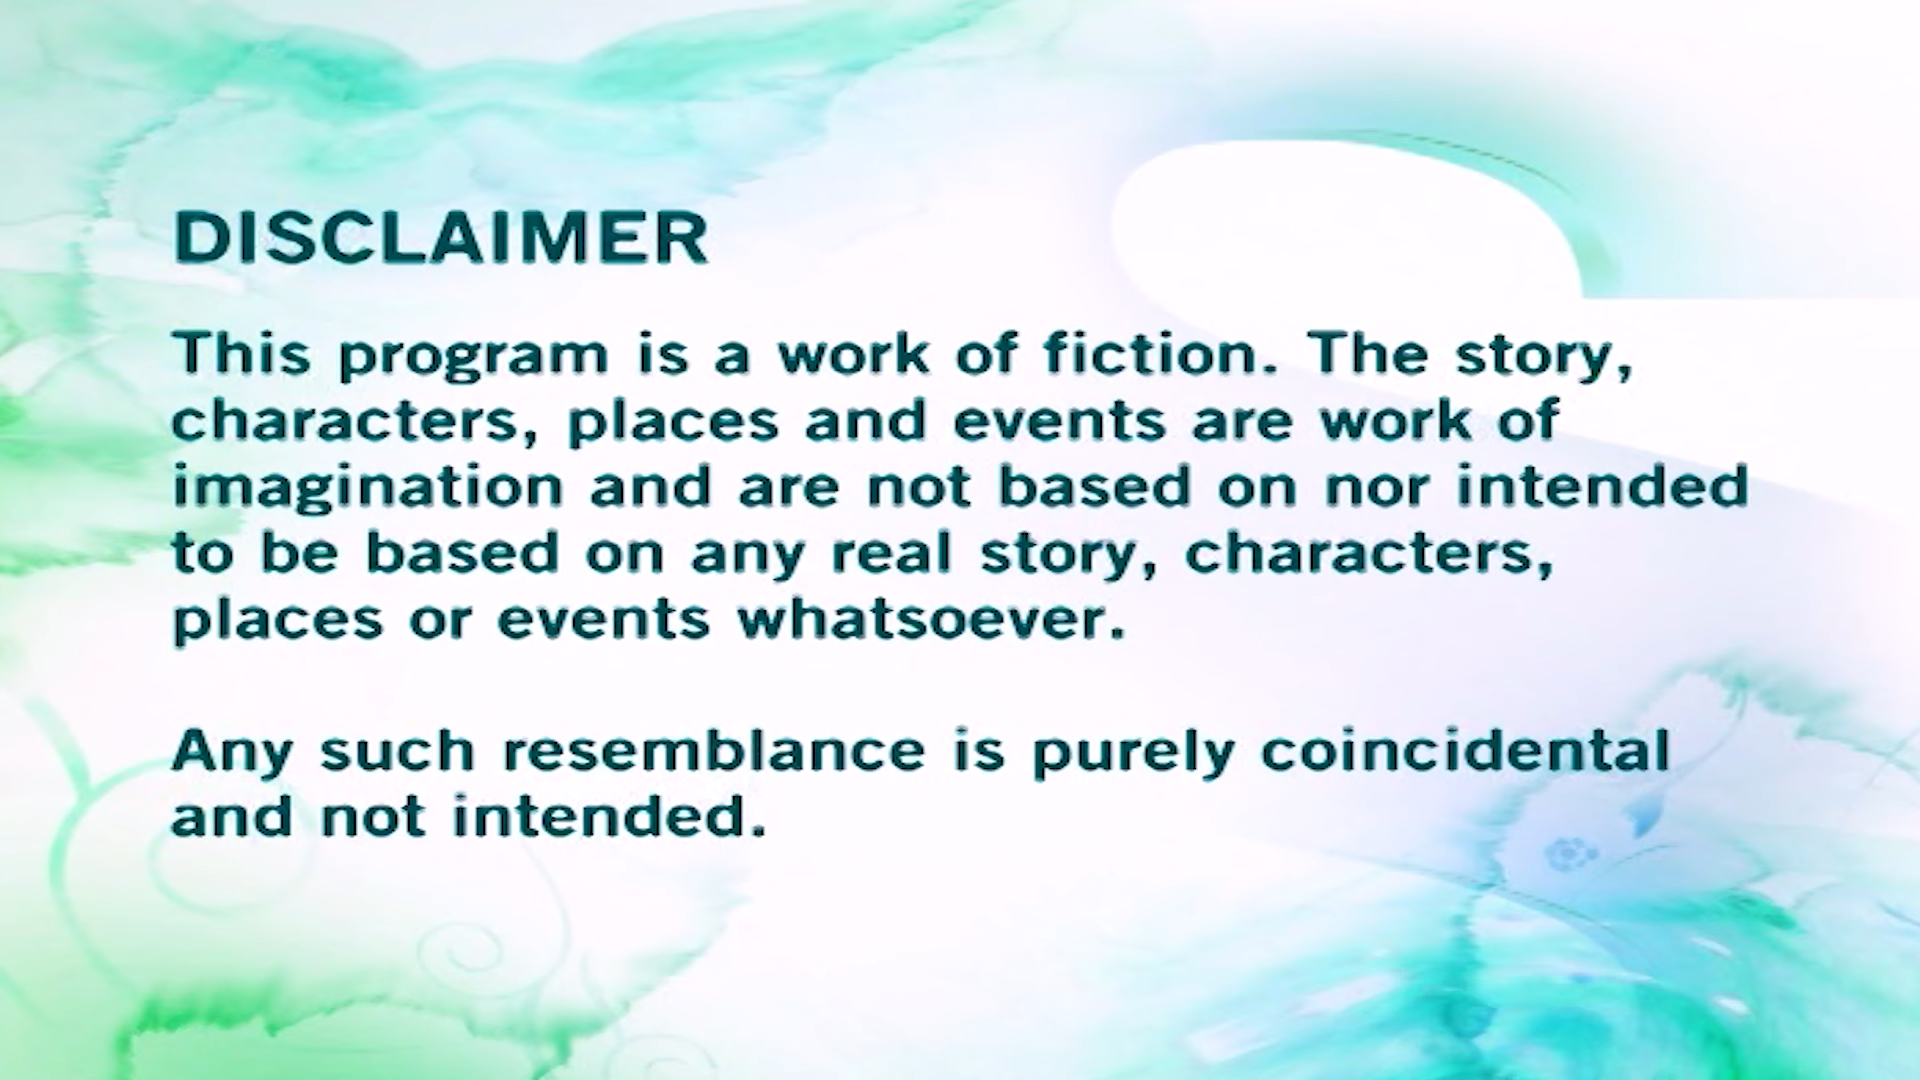 DISCLAIMER
This program is a work of fiction. The story,
characters, places and events are work of
imagination and are not based on nor intended
to be based on any real story, characters,
places or events whatsoever.
Any such resemblance is purely coincidental
and not intended.